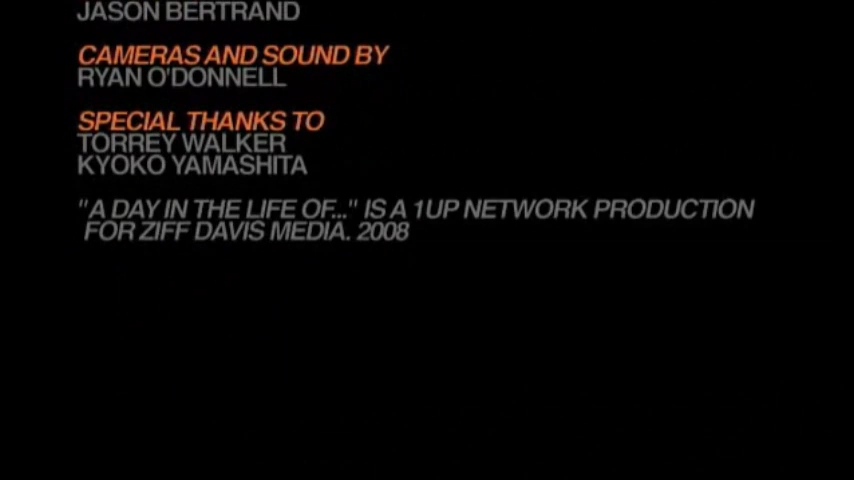 JASON BERTRAND
CAMERAS AND SOUND BY
RYAN O'DONNELL
SPECIAL THANKS TO
TORREY WALKER
KYOKO YAMASHITA
"A DAY IN THE LIFE OF..." IS A 1UP NETWORK PRODUCTION
FOR ZIFF DAVIS MEDIA. 2008